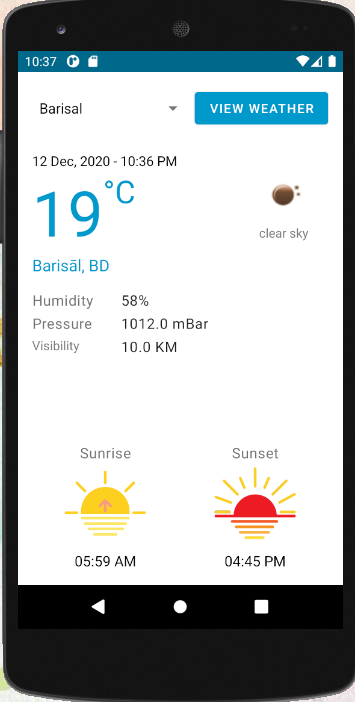 10:37
Barisal
VIEW WEATHER
12 Dec, 2020 - 10:36 PM
19°C
clear sky
Barisāl, BD
Humidity 58%
Pressure 1012.0 mBar
Visibility 10.0 KM
Sunrise Sunset
05:59 AM 04:45 PM